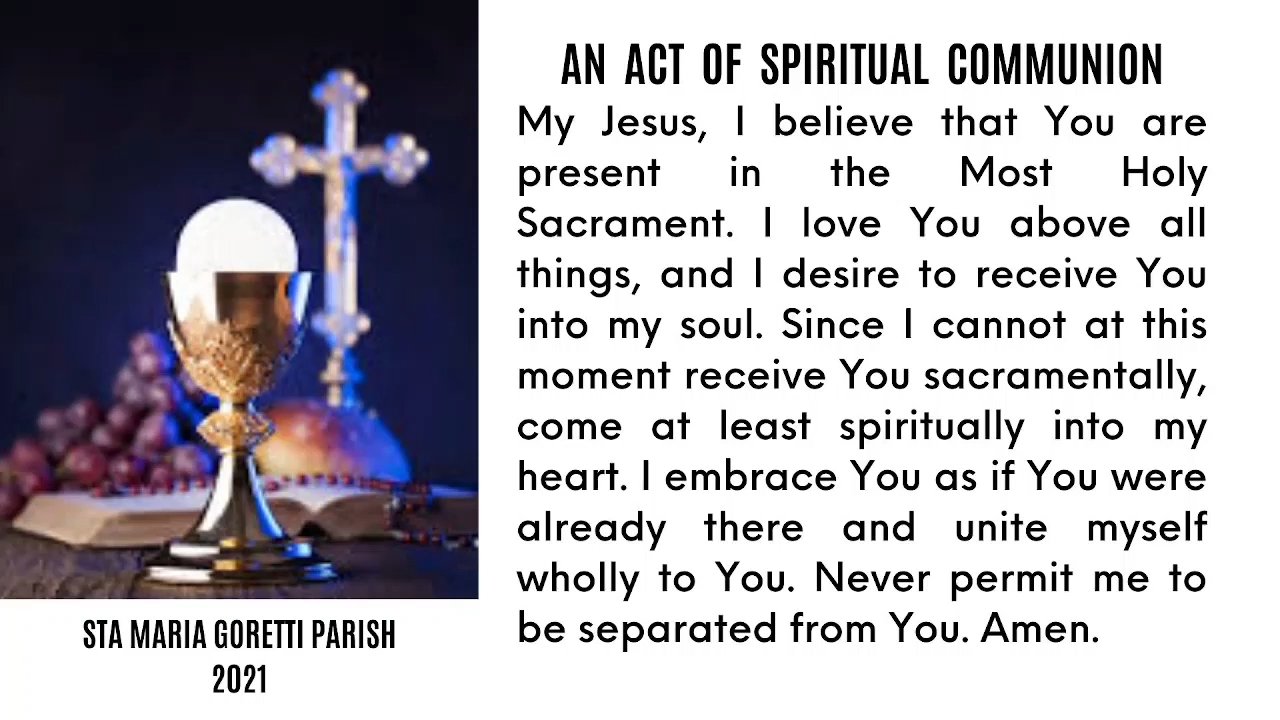 AN ACT OF SPIRITUAL COMMUNION
My Jesus, I believe that You are
present in the Most Holy
Sacrament. I love You above all
things, and I desire to receive You
into my soul. Since I cannot at this
moment receive You sacramentally,
come at least spiritually into my
heart. I embrace You as if You were
already there and unite myself
wholly to You. Never permit me to
be separated from You. Amen.
STA MARIA GORETTI PARISH
2021